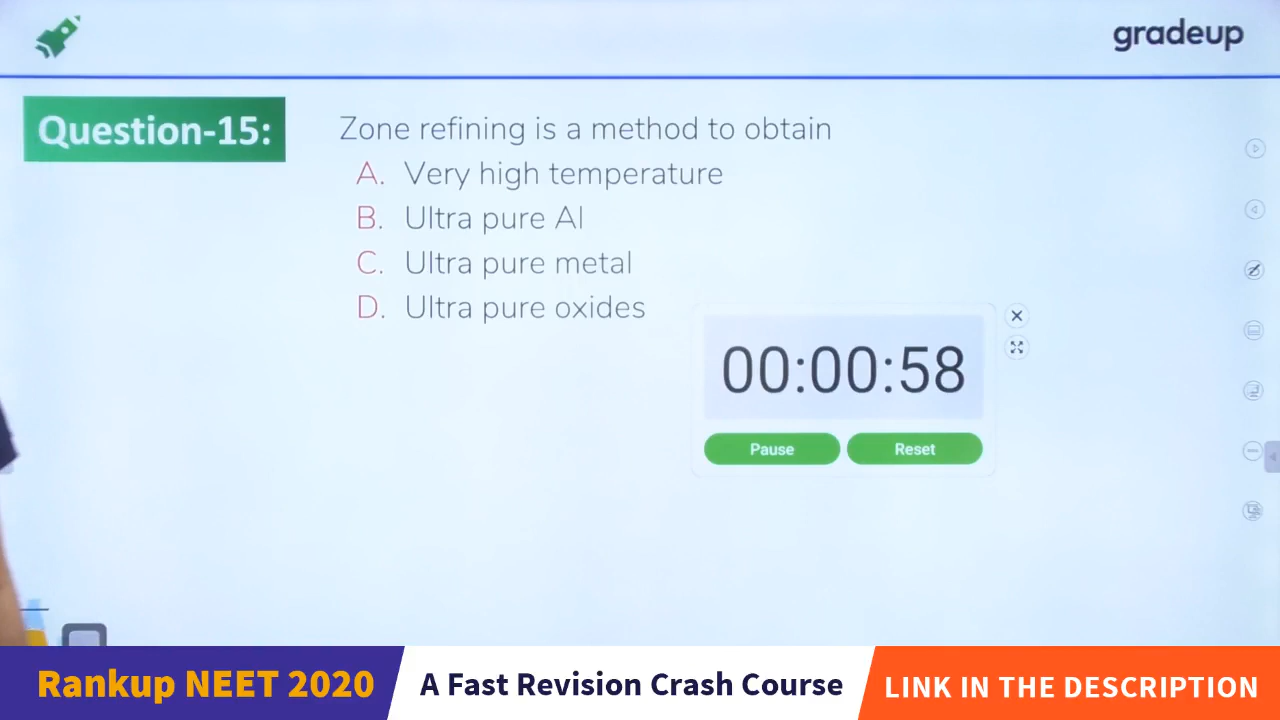 gradeup
Question-15:
Zone refining is a method to obtain
A. Very high temperature
B. Ultra pure Al
C. Ultra pure metal
D. Ultra pure oxides
00:00:58
Pause
Reset
Rankup NEET 2020
A Fast Revision Crash Course
LINK IN THE DESCRIPTION